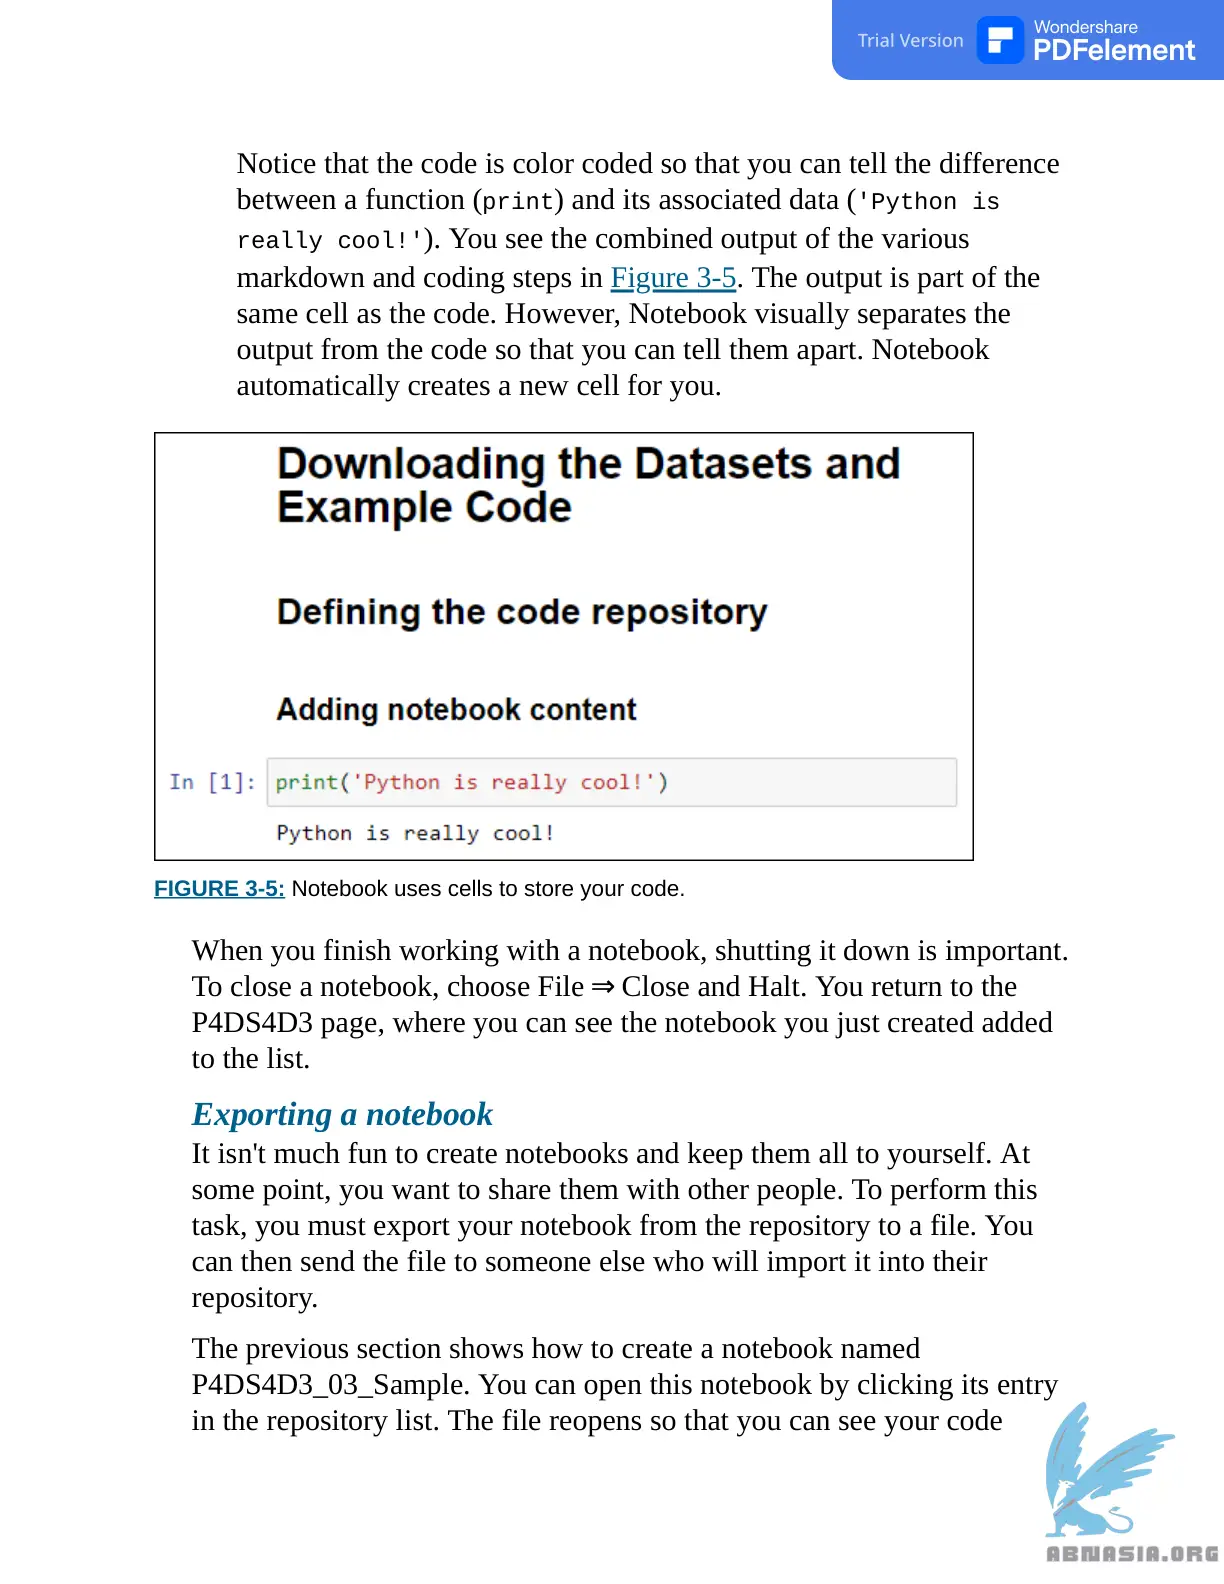 Trial Version
Wondershare
PDFelement
Notice that the code is color coded so that you can tell the difference
between a function (print) and its associated data ('Python is
really cool!'). You see the combined output of the various
markdown and coding steps in Figure 3-5. The output is part of the
same cell as the code. However, Notebook visually separates the
output from the code so that you can tell them apart. Notebook
automatically creates a new cell for you.
Downloading the Datasets and
Example Code
Defining the code repository
Adding notebook content
In [1]: print('Python is really cool!')
Python is really cool!
FIGURE 3-5: Notebook uses cells to store your code.
When you finish working with a notebook, shutting it down is important.
To close a notebook, choose File ⇒ Close and Halt. You return to the
P4DS4D3 page, where you can see the notebook you just created added
to the list.
Exporting a notebook
It isn't much fun to create notebooks and keep them all to yourself. At
some point, you want to share them with other people. To perform this
task, you must export your notebook from the repository to a file. You
can then send the file to someone else who will import it into their
repository.
The previous section shows how to create a notebook named
P4DS4D3_03_Sample. You can open this notebook by clicking its entry
in the repository list. The file reopens so that you can see your code
ABNASIA.ORG